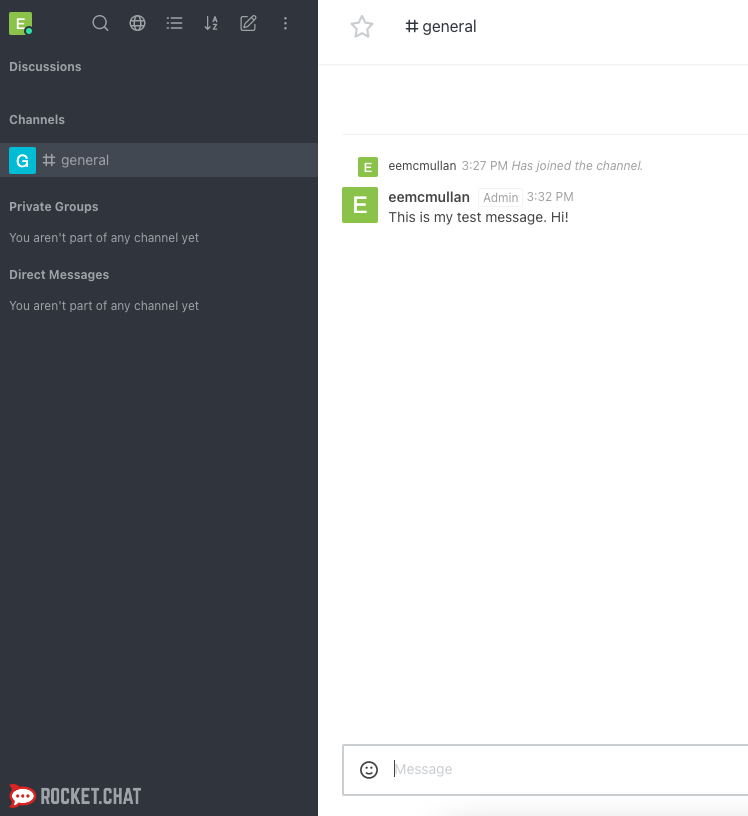 E
Discussions
Channels
G # general
Private Groups
You aren't part of any channel yet
Direct Messages
You aren't part of any channel yet
ROCKET.CHAT
# general
E eemcmullan 3:27 PM Has joined the channel.
E eemcmullan Admin 3:32 PM
This is my test message. Hi!
Message